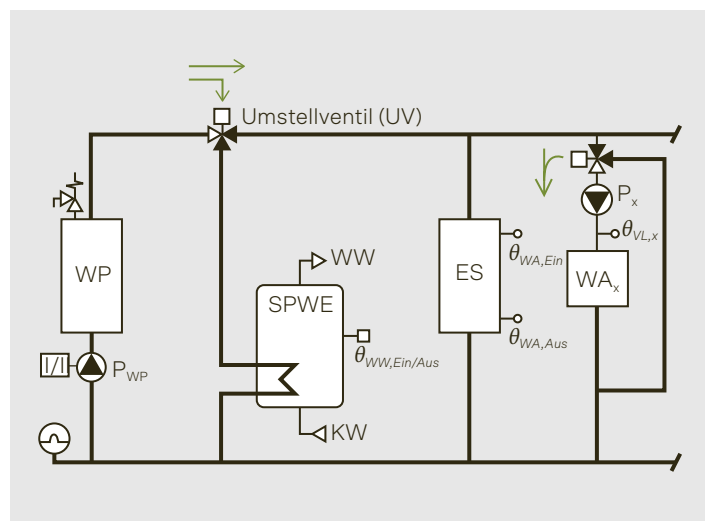 Umstellventil (UV)
WP
I/I
P_WP
WW
SPWE
θ_WW,Ein/Aus
KW
ES
θ_WA,Ein
θ_WA,Aus
P_x
θ_VL,x
WA_x